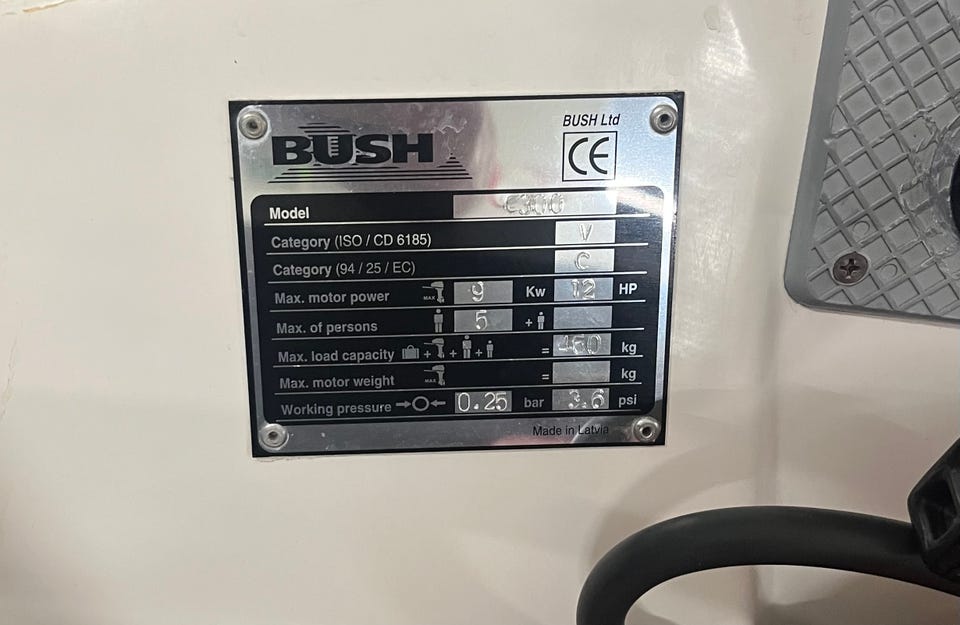 BUSH
BUSH Ltd
CE
Model C300
Category (ISO / CD 6185) V
Category (94 / 25 / EC) C
Max. motor power MAX 9 Kw 12 HP
Max. of persons 5 +
Max. load capacity + + + = 460 kg
Max. motor weight MAX = kg
Working pressure 0.25 bar 3.6 psi
Made in Latvia